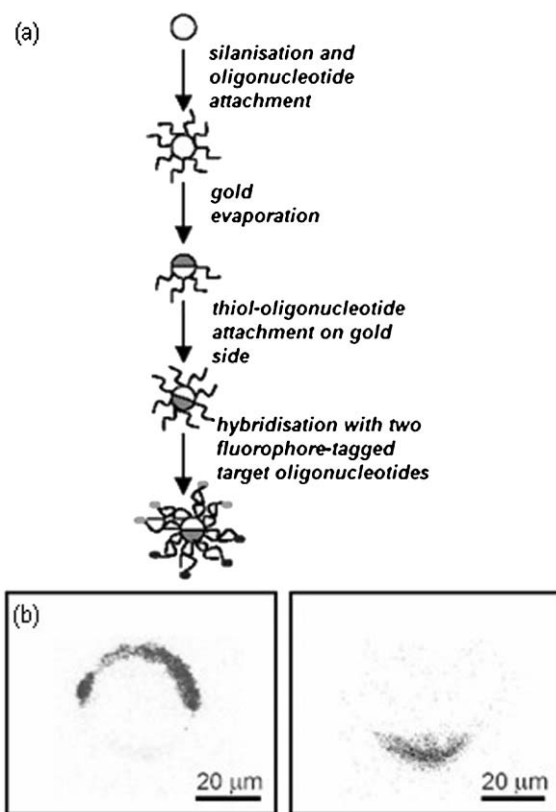 (a)
silanisation and
oligonucleotide
attachment
gold
evaporation
thiol-oligonucleotide
attachment on gold
side
hybridisation with two
fluorophore-tagged
target oligonucleotides
(b)
20 μm
20 μm